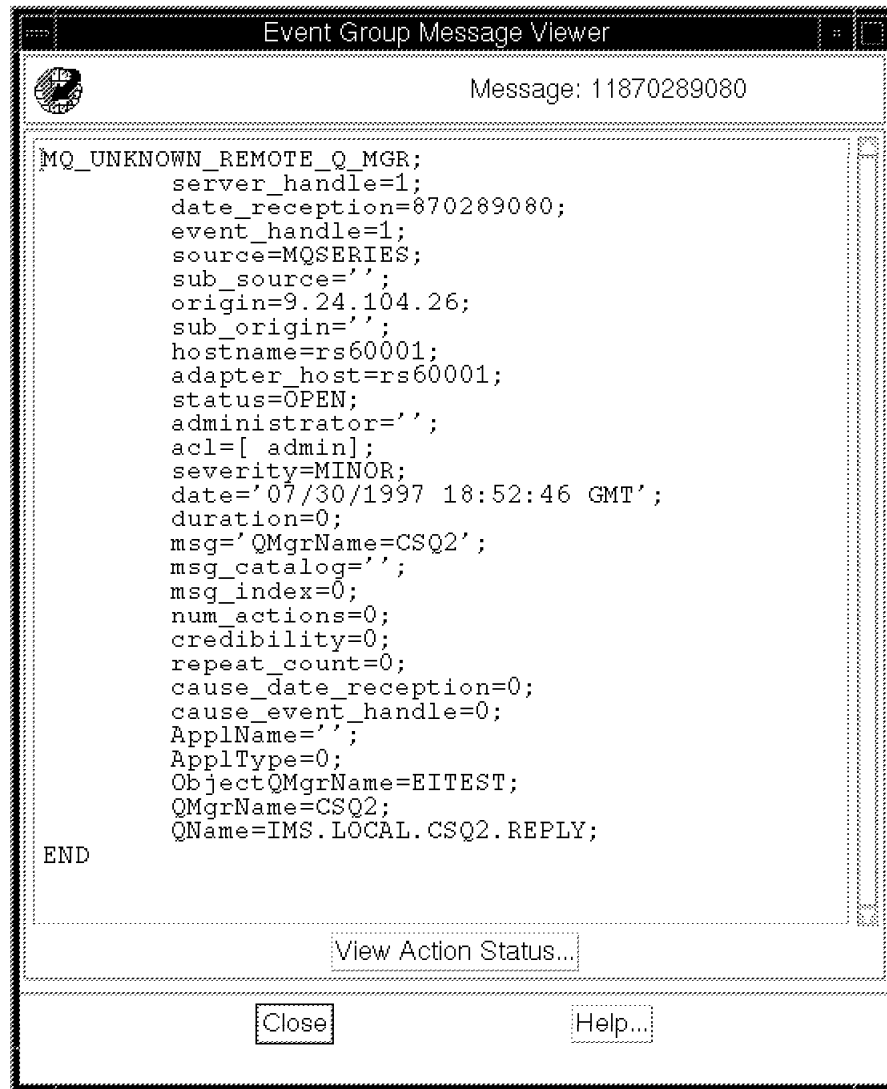 Event Group Message Viewer
Message: 11870289080
MQ_UNKNOWN_REMOTE_Q_MGR;
server_handle=1;
date_reception=870289080;
event_handle=1;
source=MQSERIES;
sub_source='';
origin=9.24.104.26;
sub_origin='';
hostname=rs60001;
adapter_host=rs60001;
status=OPEN;
administrator='';
acl=[ admin];
severity=MINOR;
date='07/30/1997 18:52:46 GMT';
duration=0;
msg='QMgrName=CSQ2';
msg_catalog='';
msg_index=0;
num_actions=0;
credibility=0;
repeat_count=0;
cause_date_reception=0;
cause_event_handle=0;
ApplName='';
ApplType=0;
ObjectQMgrName=EITEST;
QMgrName=CSQ2;
QName=IMS.LOCAL.CSQ2.REPLY;
END
View Action Status...
Close Help...